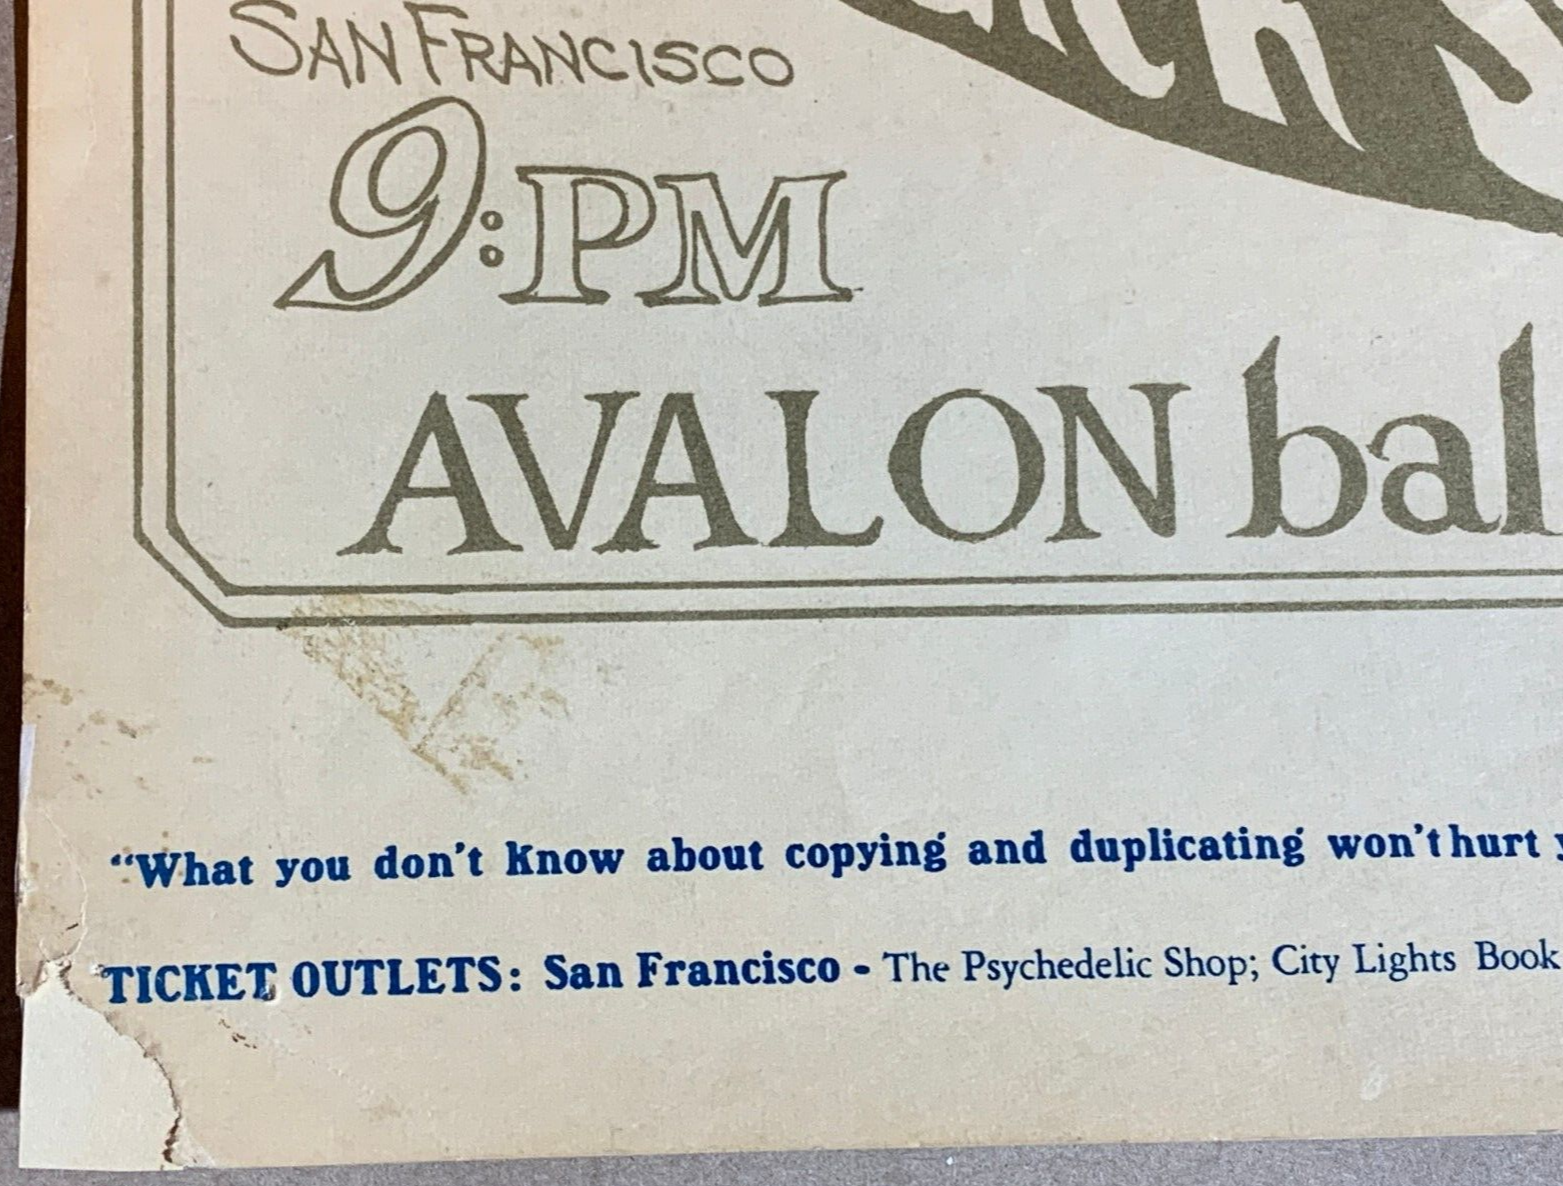 SAN FRANCISCO
9:PM
AVALON bal
“What you don't know about copying and duplicating won't hurt y
TICKET OUTLETS: San Francisco - The Psychedelic Shop; City Lights Book